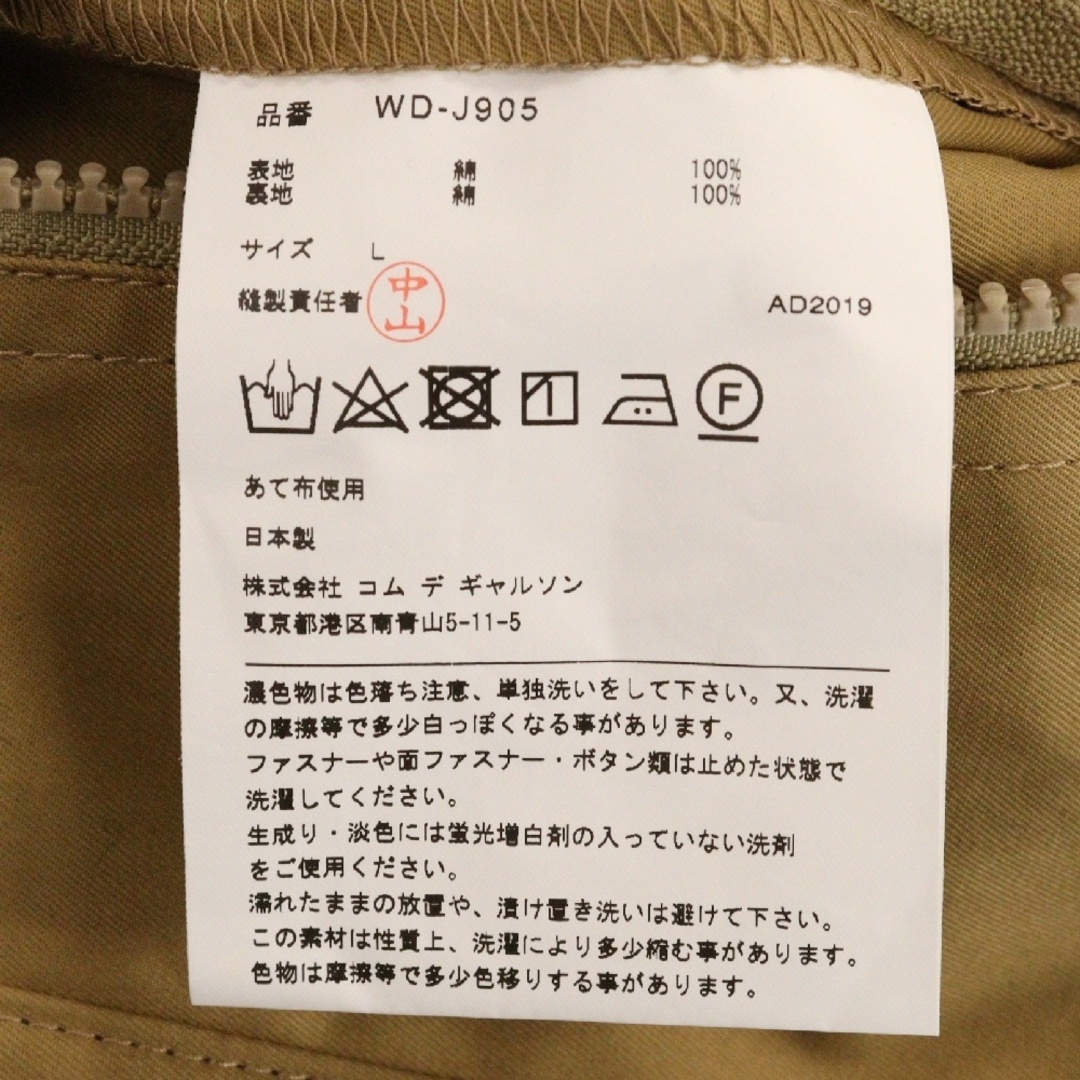 品番 WD-J905
表地 綿 100%
裏地 綿 100%
サイズ L
縫製責任者 中山 AD2019
F
あて布使用
日本製
株式会社 コム デ ギャルソン
東京都港区南青山5-11-5
濃色物は色落ち注意、単独洗いをして下さい。又、洗濯
の摩擦等で多少白っぽくなる事があります。
ファスナーや面ファスナー・ボタン類は止めた状態で
洗濯してください。
生成り・淡色には蛍光増白剤の入っていない洗剤
をご使用ください。
濡れたままの放置や、漬け置き洗いは避けて下さい。
この素材は性質上、洗濯により多少縮む事があります。
色物は摩擦等で多少色移りする事があります。